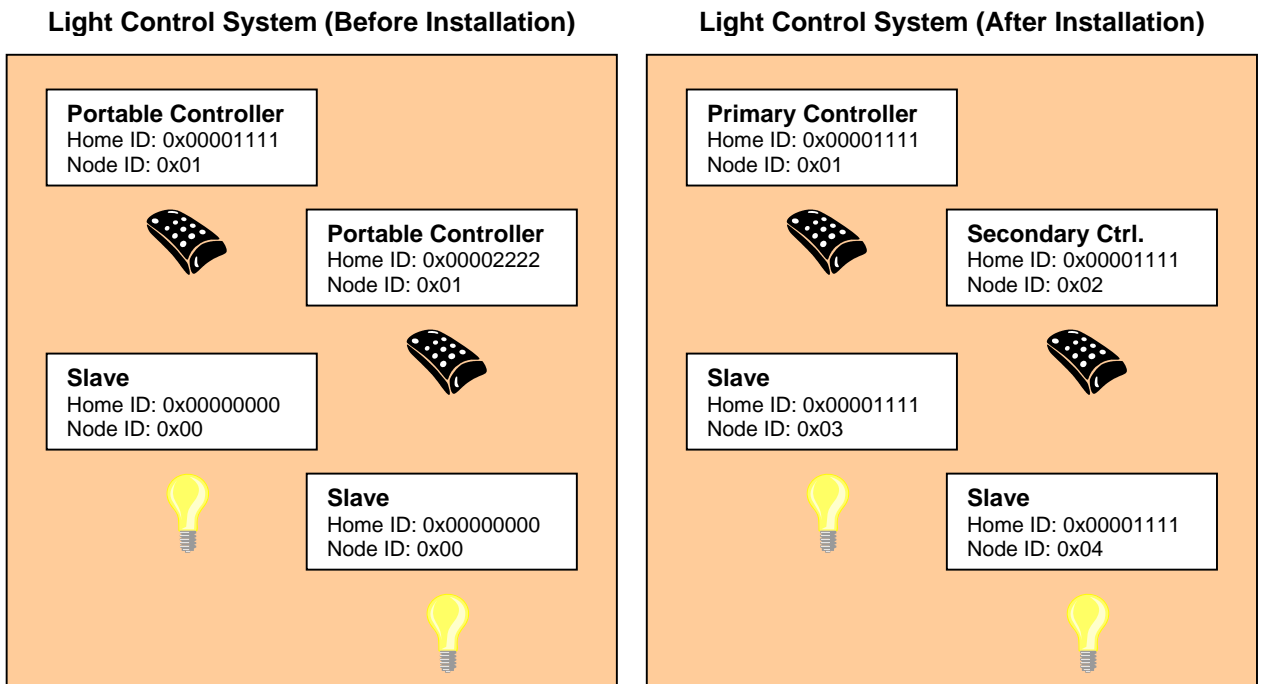 Light Control System (Before Installation)
Portable Controller
Home ID: 0x00001111
Node ID: 0x01
Portable Controller
Home ID: 0x00002222
Node ID: 0x01
Slave
Home ID: 0x00000000
Node ID: 0x00
Slave
Home ID: 0x00000000
Node ID: 0x00
Light Control System (After Installation)
Primary Controller
Home ID: 0x00001111
Node ID: 0x01
Secondary Ctrl.
Home ID: 0x00001111
Node ID: 0x02
Slave
Home ID: 0x00001111
Node ID: 0x03
Slave
Home ID: 0x00001111
Node ID: 0x04